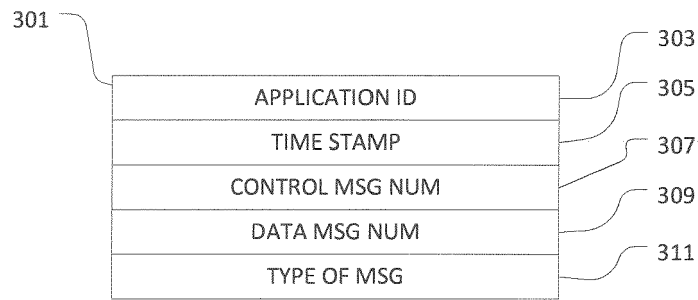 301
303
APPLICATION ID
305
TIME STAMP
307
CONTROL MSG NUM
309
DATA MSG NUM
311
TYPE OF MSG